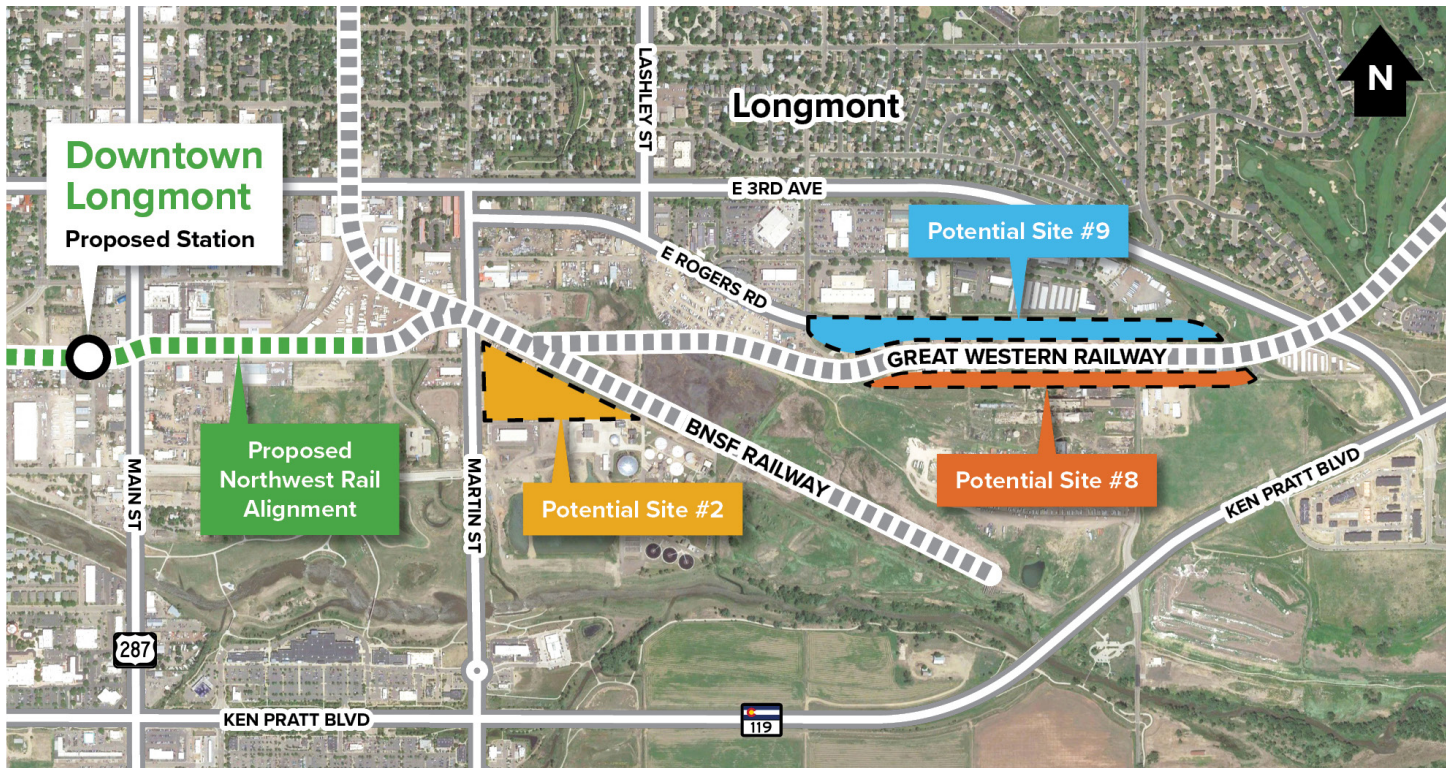 Longmont
N
LASHLEY ST
Downtown
Longmont
Proposed Station
E 3RD AVE
Potential Site #9
E ROGERS RD
GREAT WESTERN RAILWAY
BNSF RAILWAY
Proposed
Northwest Rail
Alignment
MAIN ST
MARTIN ST
Potential Site #2
Potential Site #8
KEN PRATT BLVD
287
KEN PRATT BLVD
119